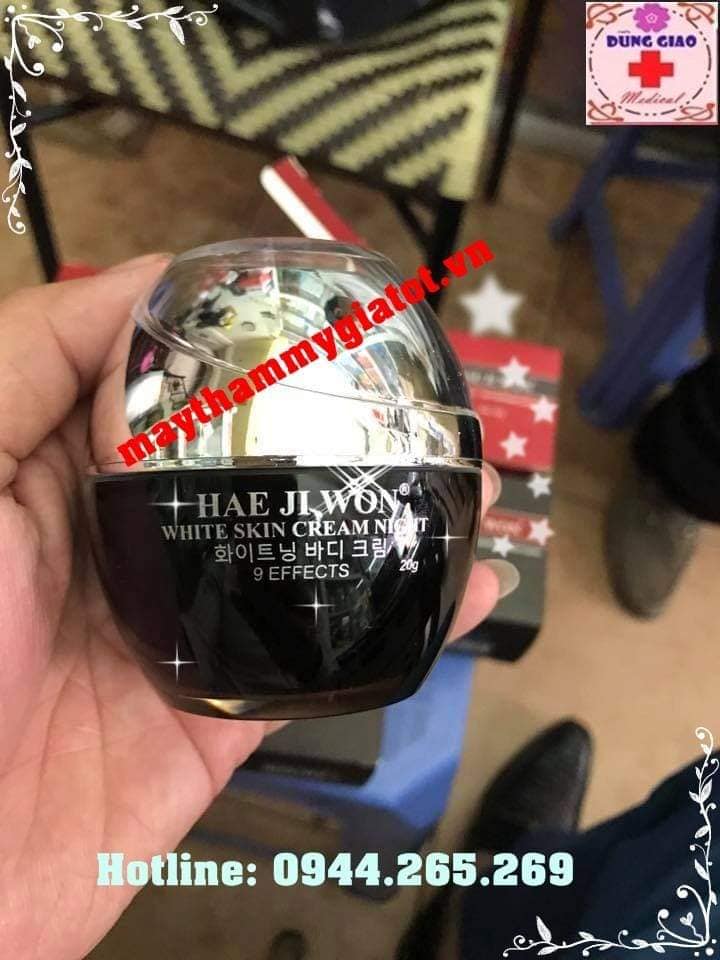 DUNG GIAO
Medical
maythammygiatot.vn
HAE JI WON®
WHITE SKIN CREAM NIGHT
화이트닝 바디 크림
9 EFFECTS
20g
Hotline: 0944.265.269